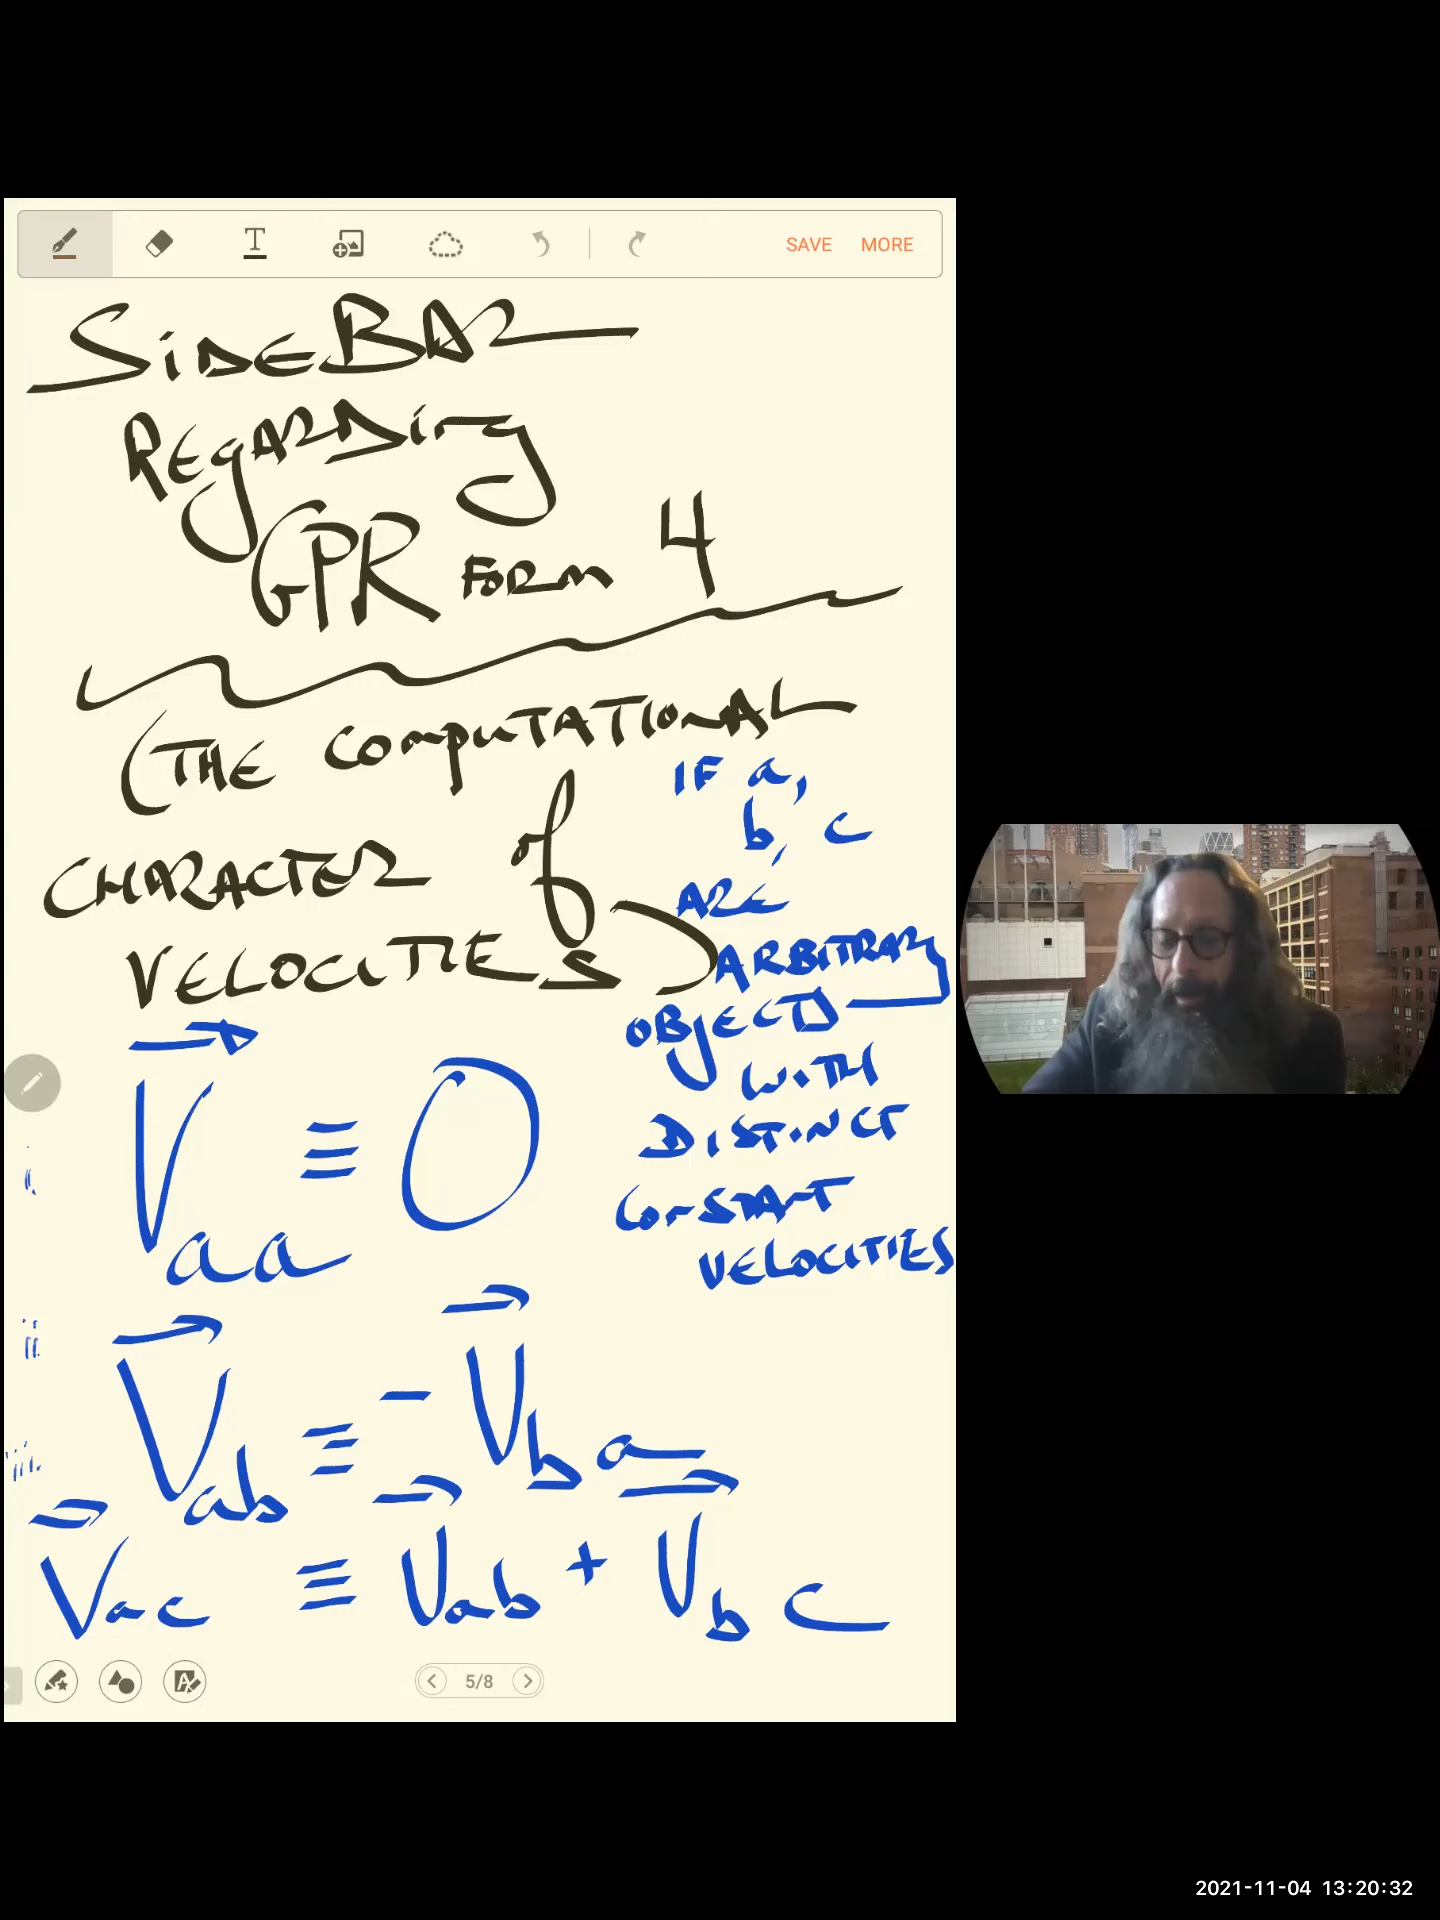 T
SAVE MORE
SIDEBAR
REGARDING
GPR FORM 4
(THE COMPUTATIONAL
CHARACTER of
VELOCITIES)
IF a,
b, c
ARE
ARBITRARY
OBJECTS
WITH
DISTINCT
CONSTANT
VELOCITIES
i. V⃗aa ≡ 0
ii. V⃗ab ≡ -V⃗ba
iii. V⃗ac ≡ V⃗ab + V⃗bc
5/8
2021-11-04 13:20:32